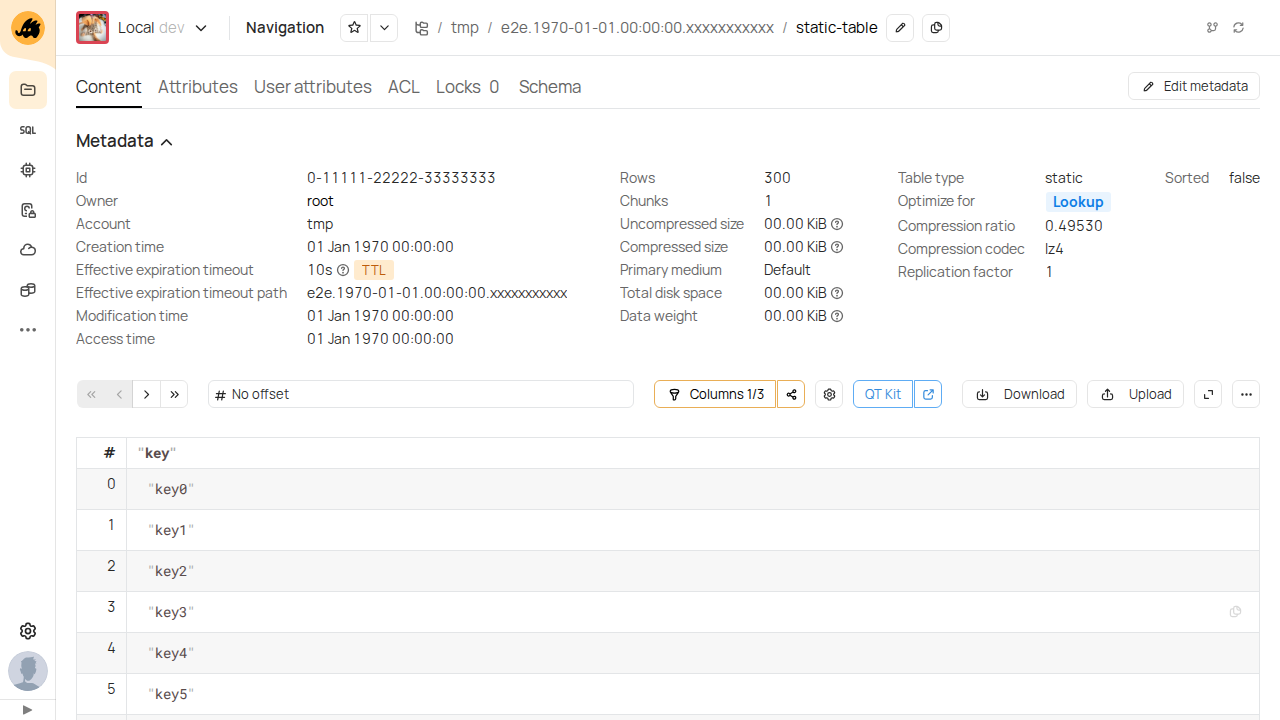 Local dev Navigation / tmp / e2e.1970-01-01.00:00:00.xxxxxxxxxxx / static-table
Content Attributes User attributes ACL Locks 0 Schema Edit metadata
SQL
Metadata
Id 0-11111-22222-33333333 Rows 300 Table type static Sorted false
Owner root Chunks 1 Optimize for Lookup
Account tmp Uncompressed size 00.00 KiB Compression ratio 0.49530
Creation time 01 Jan 1970 00:00:00 Compressed size 00.00 KiB Compression codec lz4
Effective expiration timeout 10s TTL Primary medium Default Replication factor 1
Effective expiration timeout path e2e.1970-01-01.00:00:00.xxxxxxxxxxx Total disk space 00.00 KiB
Modification time 01 Jan 1970 00:00:00 Data weight 00.00 KiB
Access time 01 Jan 1970 00:00:00
# No offset Columns 1/3 QT Kit Download Upload
# "key"
0 "key0"
1 "key1"
2 "key2"
3 "key3"
4 "key4"
5 "key5"